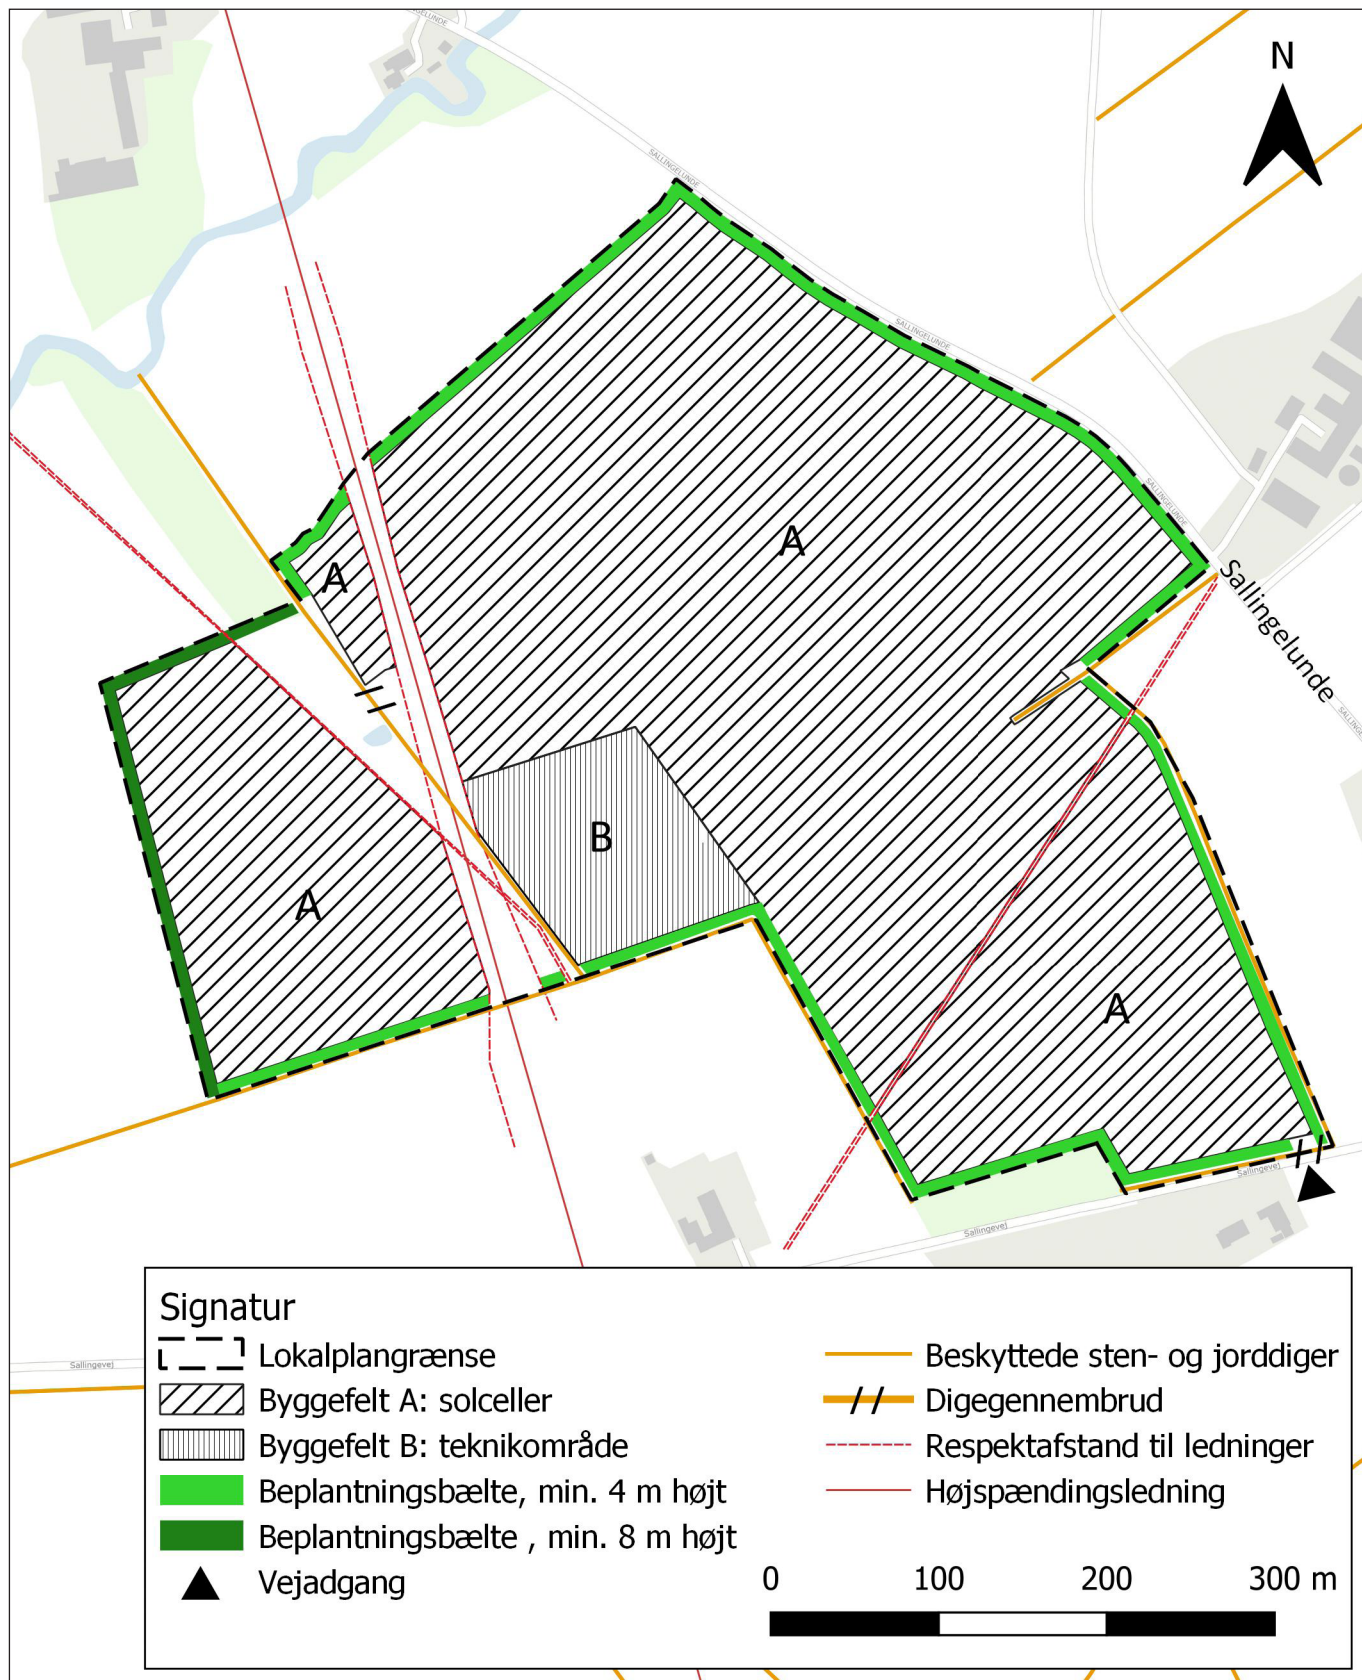 SALLINGELUNDE
N
SALLINGELUNDE
SALLINGELUNDE
SALLINGELUNDE
A
A
Sallingelunde
B
A
A
Sallingevej
Sallingevej
Signatur
Lokalplangrænse
Byggefelt A: solceller
Byggefelt B: teknikområde
Beplantningsbælte, min. 4 m højt
Beplantningsbælte , min. 8 m højt
Vejadgang
Beskyttede sten- og jorddiger
Digegennembrud
Respektafstand til ledninger
Højspændingsledning
0 100 200 300 m
Sallingevej